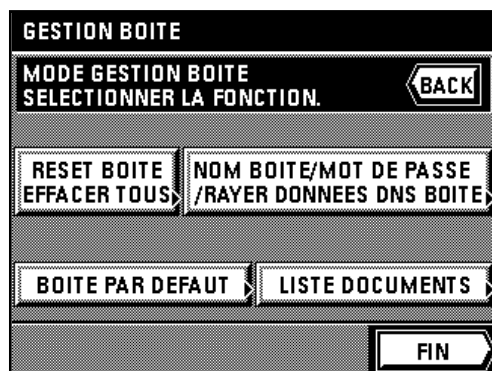 GESTION BOITE
MODE GESTION BOITE
SELECTIONNER LA FONCTION.
BACK
RESET BOITE
EFFACER TOUS
NOM BOITE/MOT DE PASSE
/RAYER DONNEES DNS BOITE
BOITE PAR DEFAUT
LISTE DOCUMENTS
FIN